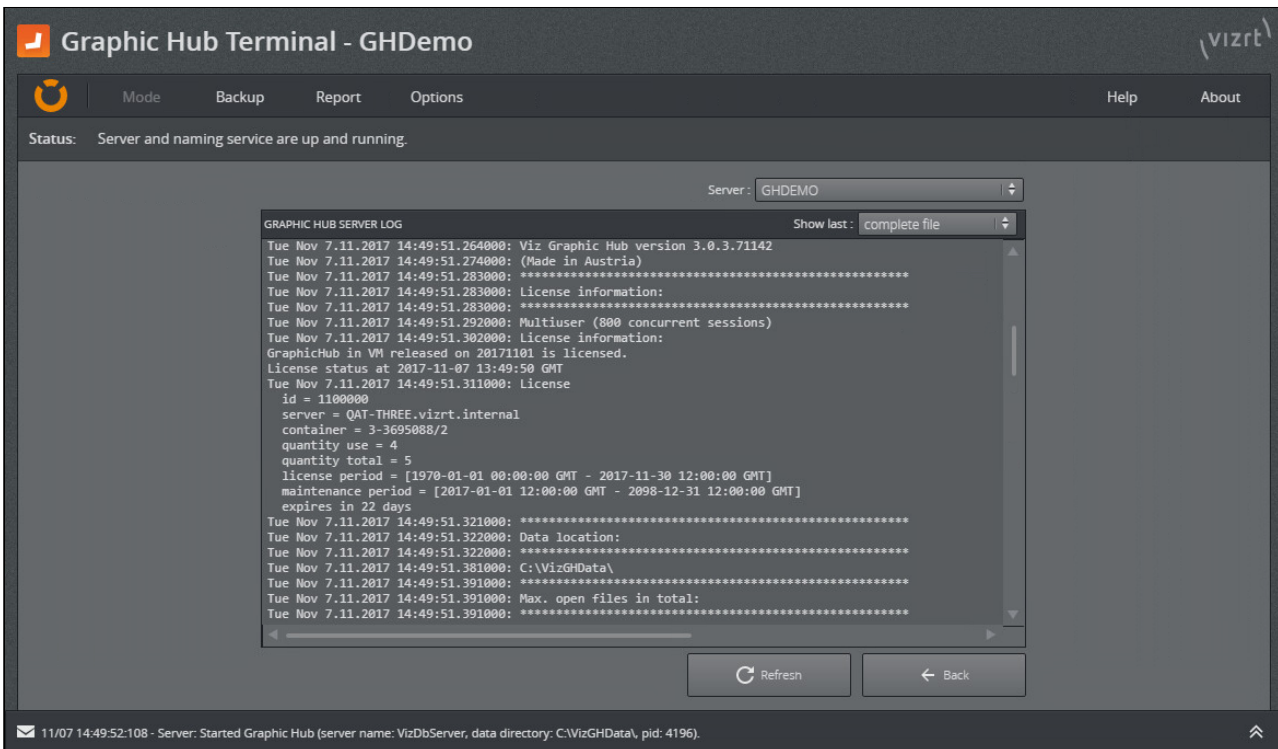 Graphic Hub Terminal - GHDemo
vizrt
Mode Backup Report Options Help About
Status: Server and naming service are up and running.
Server : GHDEMO
GRAPHIC HUB SERVER LOG Show last : complete file
Tue Nov 7.11.2017 14:49:51.264000: Viz Graphic Hub version 3.0.3.71142
Tue Nov 7.11.2017 14:49:51.274000: (Made in Austria)
Tue Nov 7.11.2017 14:49:51.283000: ******************************************************
Tue Nov 7.11.2017 14:49:51.283000: License information:
Tue Nov 7.11.2017 14:49:51.283000: ******************************************************
Tue Nov 7.11.2017 14:49:51.292000: Multiuser (800 concurrent sessions)
Tue Nov 7.11.2017 14:49:51.302000: License information:
GraphicHub in VM released on 20171101 is licensed.
License status at 2017-11-07 13:49:50 GMT
Tue Nov 7.11.2017 14:49:51.311000: License
id = 1100000
server = QAT-THREE.vizrt.internal
container = 3-3695088/2
quantity use = 4
quantity total = 5
license period = [1970-01-01 00:00:00 GMT - 2017-11-30 12:00:00 GMT]
maintenance period = [2017-01-01 12:00:00 GMT - 2098-12-31 12:00:00 GMT]
expires in 22 days
Tue Nov 7.11.2017 14:49:51.321000: ******************************************************
Tue Nov 7.11.2017 14:49:51.322000: Data location:
Tue Nov 7.11.2017 14:49:51.322000: ******************************************************
Tue Nov 7.11.2017 14:49:51.381000: C:\VizGHData\
Tue Nov 7.11.2017 14:49:51.391000: ******************************************************
Tue Nov 7.11.2017 14:49:51.391000: Max. open files in total:
Tue Nov 7.11.2017 14:49:51.391000: ******************************************************
Refresh Back
11/07 14:49:52:108 - Server: Started Graphic Hub (server name: VizDbServer, data directory: C:\VizGHData\, pid: 4196).